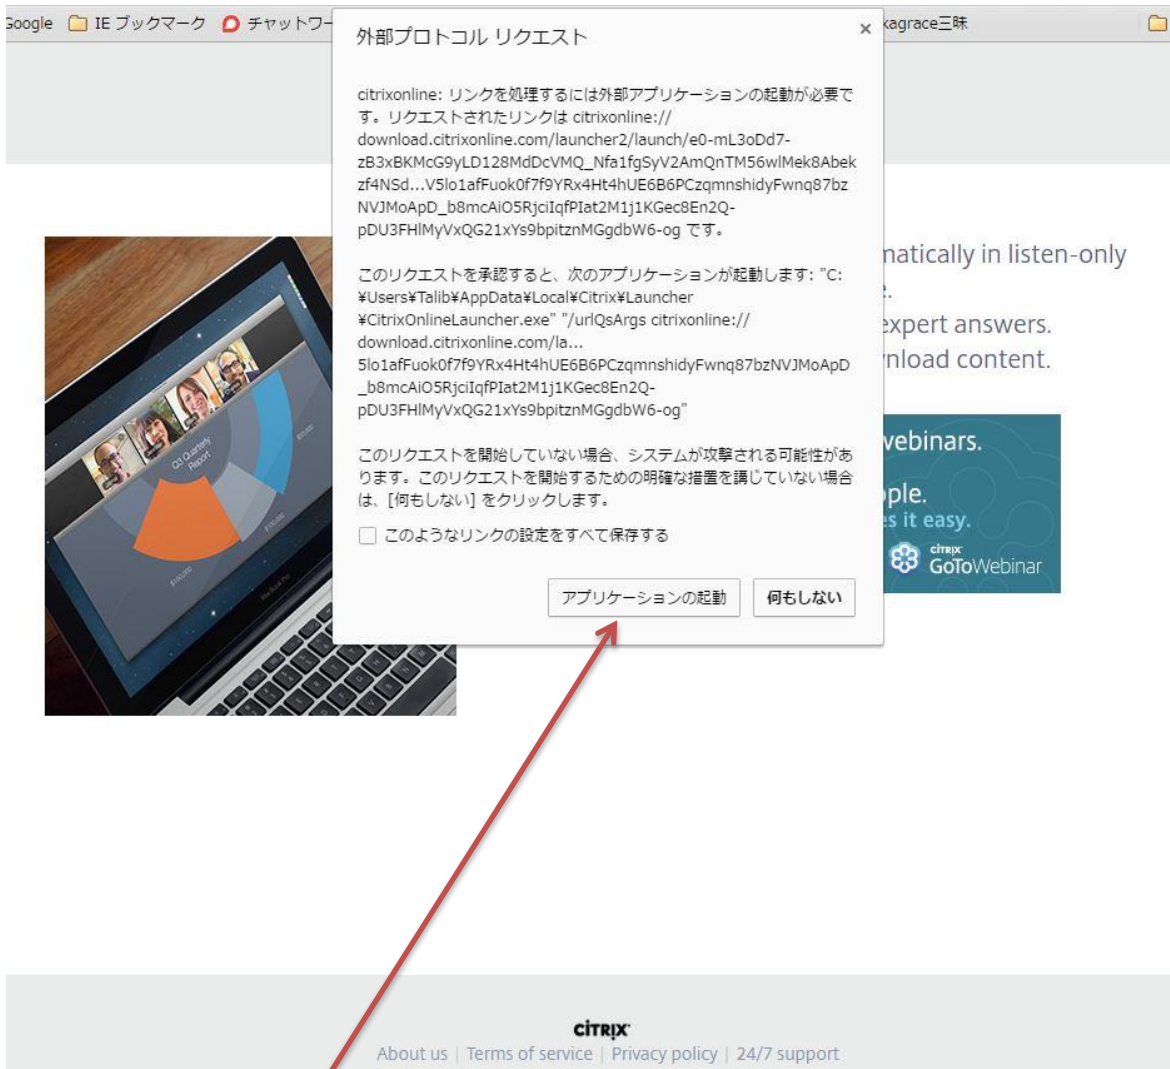 Google IE ブックマーク チャットワー
kagrace三昧
外部プロトコル リクエスト ×
citrixonline: リンクを処理するには外部アプリケーションの起動が必要で
す。リクエストされたリンクは citrixonline://
download.citrixonline.com/launcher2/launch/e0-mL3oDd7-
zB3xBKMcG9yLD128MdDcVMQ_Nfa1fgSyV2AmQnTM56wlMek8Abek
zf4NSd...V5lo1afFuok0f7f9YRx4Ht4hUE6B6PCzqmnshidyFwnq87bz
NVJMoApD_b8mcAiO5RjciIqfPIat2M1j1KGec8En2Q-
pDU3FHlMyVxQG21xYs9bpitznMGgdbW6-og です。
このリクエストを承認すると、次のアプリケーションが起動します: "C:
¥Users¥Talib¥AppData¥Local¥Citrix¥Launcher
¥CitrixOnlineLauncher.exe" "/urlQsArgs citrixonline://
download.citrixonline.com/la...
5lo1afFuok0f7f9YRx4Ht4hUE6B6PCzqmnshidyFwnq87bzNVJMoApD
_b8mcAiO5RjciIqfPIat2M1j1KGec8En2Q-
pDU3FHlMyVxQG21xYs9bpitznMGgdbW6-og"
このリクエストを開始していない場合、システムが攻撃される可能性があ
ります。このリクエストを開始するための明確な措置を講じていない場合
は、[何もしない] をクリックします。
このようなリンクの設定をすべて保存する
アプリケーションの起動 何もしない
matically in listen-only
e.
expert answers.
nload content.
webinars.
ople.
es it easy.
citrix
GoToWebinar
Q3 Quarterly
Report
$100,000
MacBook Pro
citrix
About us | Terms of service | Privacy policy | 24/7 support